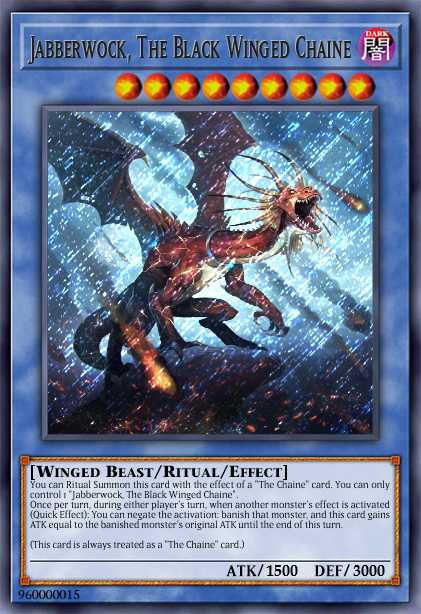 Jabberwock, The Black Winged Chaine
DARK
闇
[Winged Beast/Ritual/Effect]
You can Ritual Summon this card with the effect of a "The Chaine" card. You can only
control 1 "Jabberwock, The Black Winged Chaine".
Once per turn, during either player's turn, when another monster's effect is activated
(Quick Effect): You can negate the activation: banish that monster, and this card gains
ATK equal to the banished monster's original ATK until the end of this turn.
(This card is always treated as a "The Chaine" card.)
ATK/1500 DEF/3000
960000015